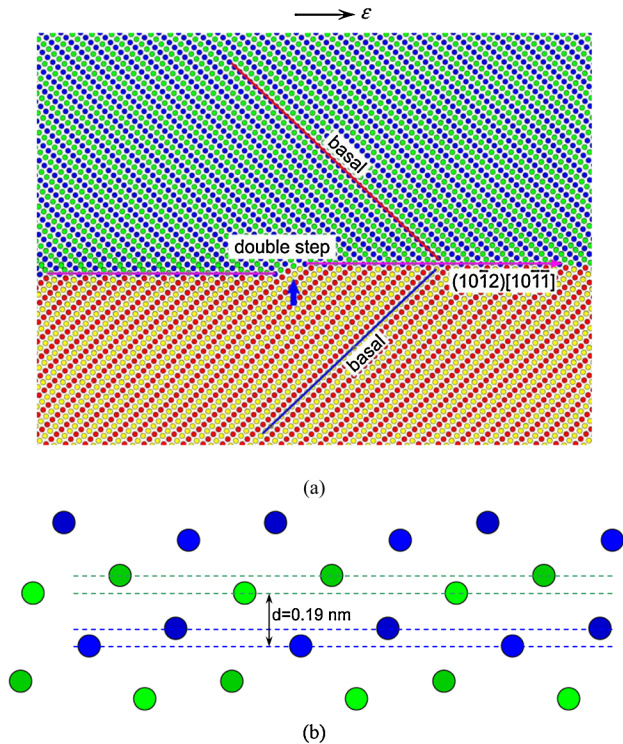 ε
basal
double step
(101̄2)[101̄1̄]
basal
(a)
d=0.19 nm
(b)